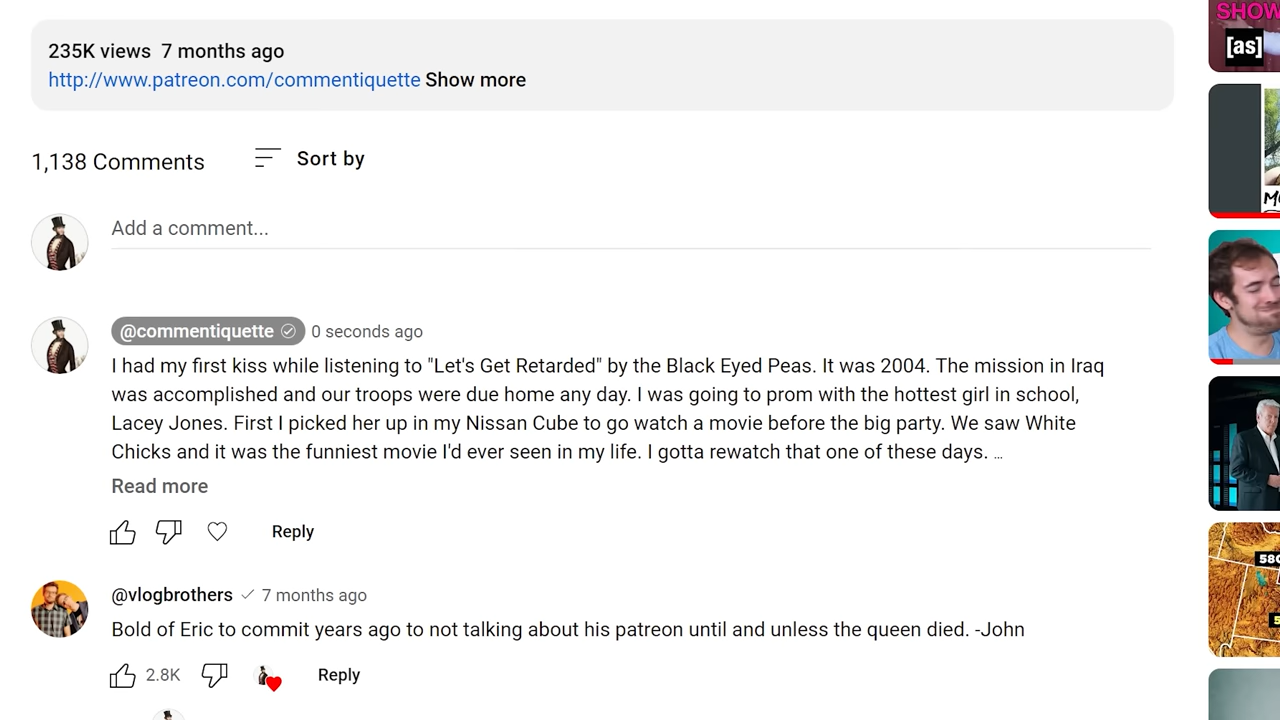 SHOW
[as]
235K views 7 months ago
http://www.patreon.com/commentiquette Show more
1,138 Comments
Sort by
Add a comment...
@commentiquette 0 seconds ago
I had my first kiss while listening to "Let's Get Retarded" by the Black Eyed Peas. It was 2004. The mission in Iraq
was accomplished and our troops were due home any day. I was going to prom with the hottest girl in school,
Lacey Jones. First I picked her up in my Nissan Cube to go watch a movie before the big party. We saw White
Chicks and it was the funniest movie I'd ever seen in my life. I gotta rewatch that one of these days. ...
Read more
Reply
@vlogbrothers 7 months ago
Bold of Eric to commit years ago to not talking about his patreon until and unless the queen died. -John
2.8K
Reply
580